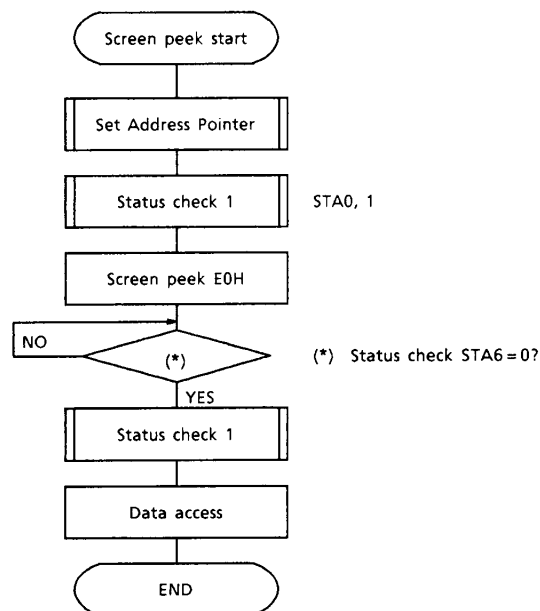 Screen peek start
Set Address Pointer
Status check 1 STA0, 1
Screen peek E0H
NO
(*) (*) Status check STA6 = 0?
YES
Status check 1
Data access
END